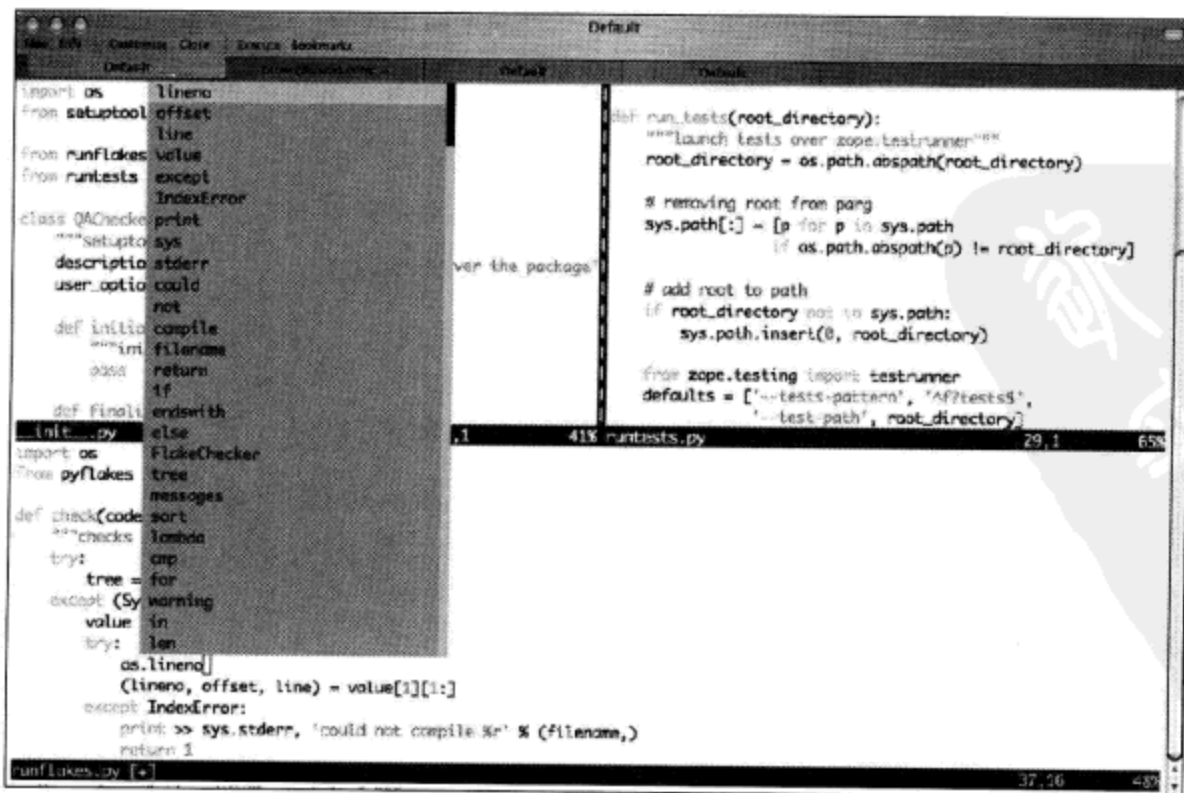 Default
New Info Customize Close Execute Bookmarks
Default
Default
Default
import os
from setuptool
from runflakes
from runtests
class QAChecke
"""setupto
descriptio
ver the package"
user_optio
def initia
"""ini
pass
def finali
__init__.py ,1 41%
lineno
offset
line
value
except
IndexError
print
sys
stderr
could
not
compile
filename
return
if
endswith
else
FlakeChecker
tree
messages
sort
lambda
cmp
for
warning
in
len
def run_tests(root_directory):
"""launch tests over zope.testrunner"""
root_directory = os.path.abspath(root_directory)
# removing root from parg
sys.path[:] = [p for p in sys.path
if os.path.abspath(p) != root_directory]
# add root to path
if root_directory not in sys.path:
sys.path.insert(0, root_directory)
from zope.testing import testrunner
defaults = ['--tests-pattern', '^f?tests$',
'--test-path', root_directory]
runtests.py 29,1 65%
import os
from pyflakes
def check(code
"""checks
try:
tree =
except (Sy
value
try:
os.lineno
(lineno, offset, line) = value[1][1:]
except IndexError:
print >> sys.stderr, 'could not compile %r' % (filename,)
return 1
runflakes.py [+] 37,16 48%